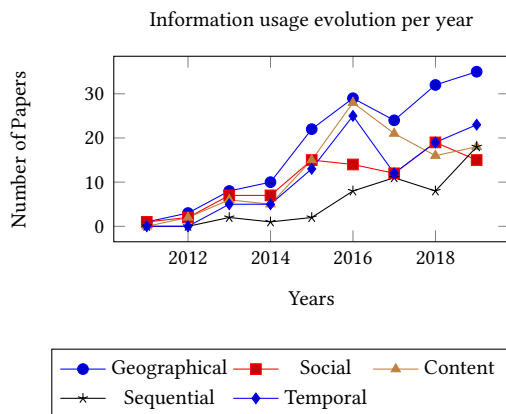 Information usage evolution per year
Number of Papers
30
20
10
0
2012 2014 2016 2018
Years
Geographical Social Content
Sequential Temporal